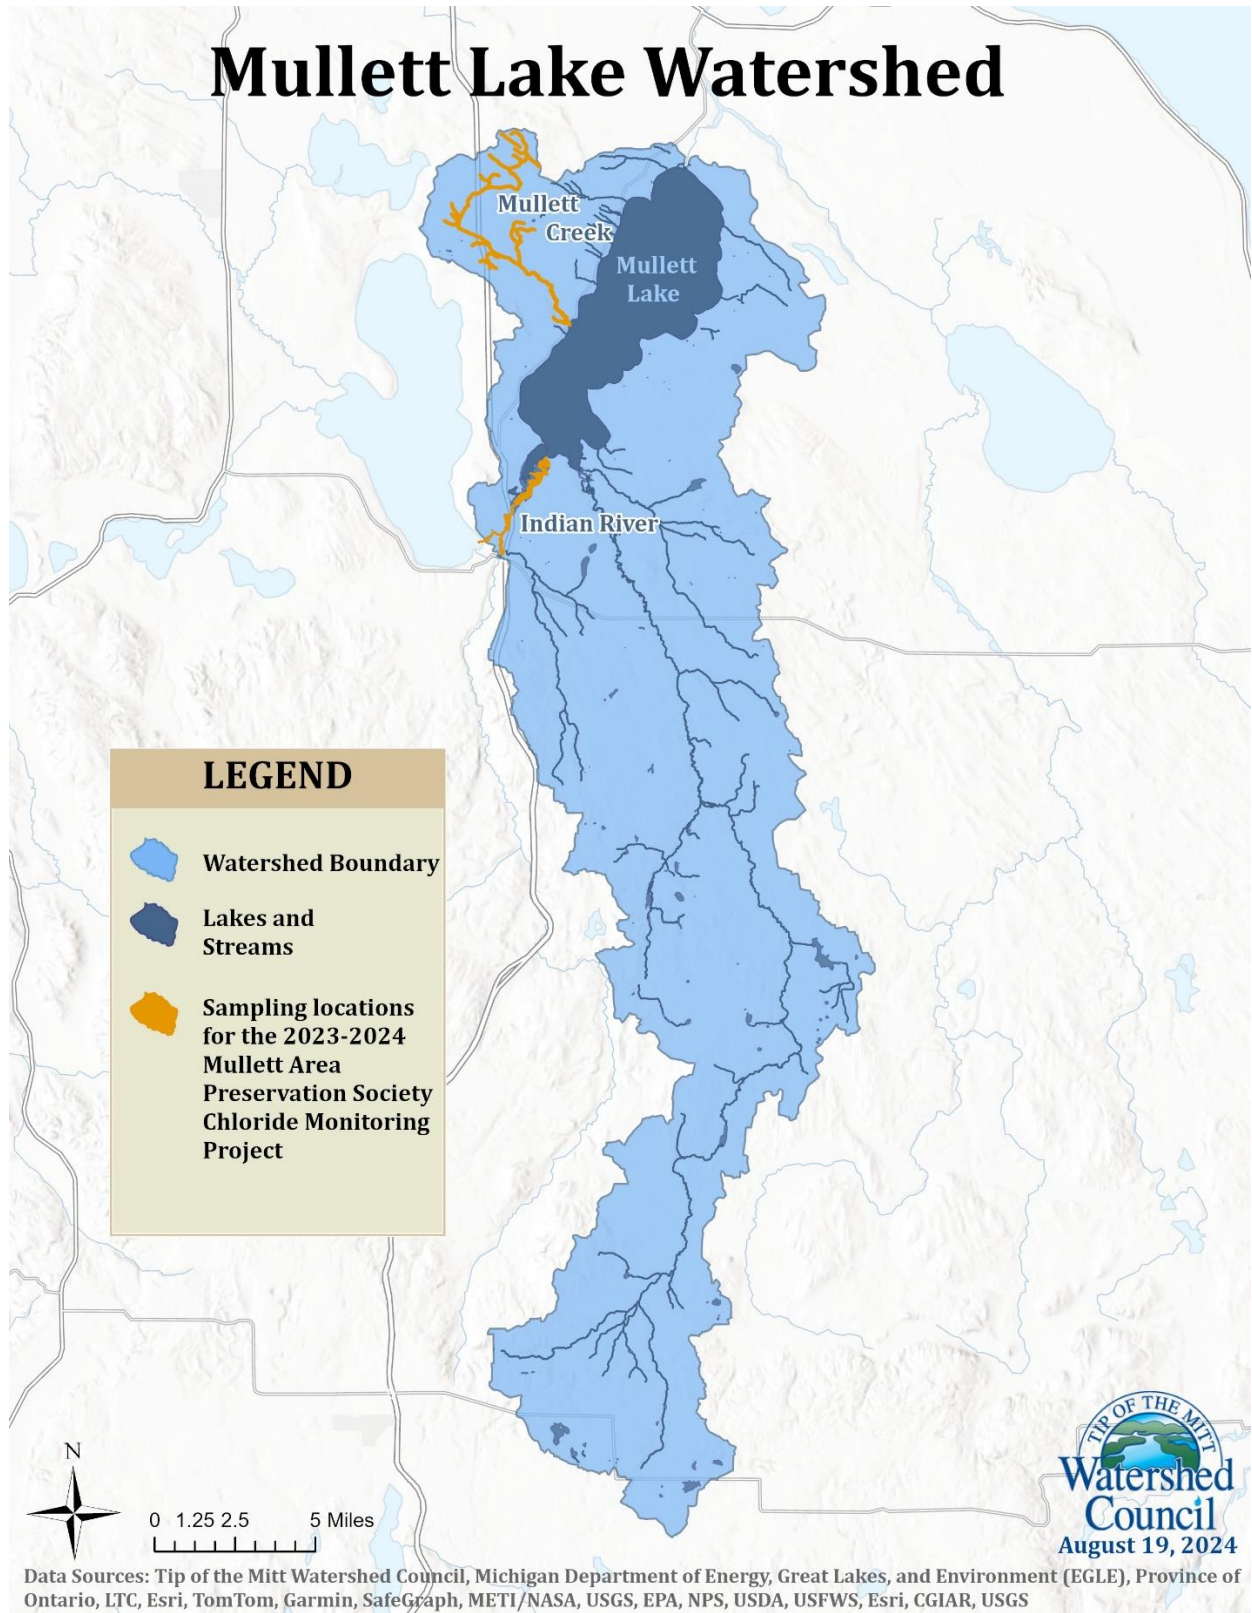 Mullett Lake Watershed
Mullett
Creek
Mullett
Lake
Indian River
LEGEND
Watershed Boundary
Lakes and
Streams
Sampling locations
for the 2023-2024
Mullett Area
Preservation Society
Chloride Monitoring
Project
N
0 1.25 2.5 5 Miles
TIP OF THE MITT
Watershed
Council
August 19, 2024
Data Sources: Tip of the Mitt Watershed Council, Michigan Department of Energy, Great Lakes, and Environment (EGLE), Province of
Ontario, LTC, Esri, TomTom, Garmin, SafeGraph, METI/NASA, USGS, EPA, NPS, USDA, USFWS, Esri, CGIAR, USGS